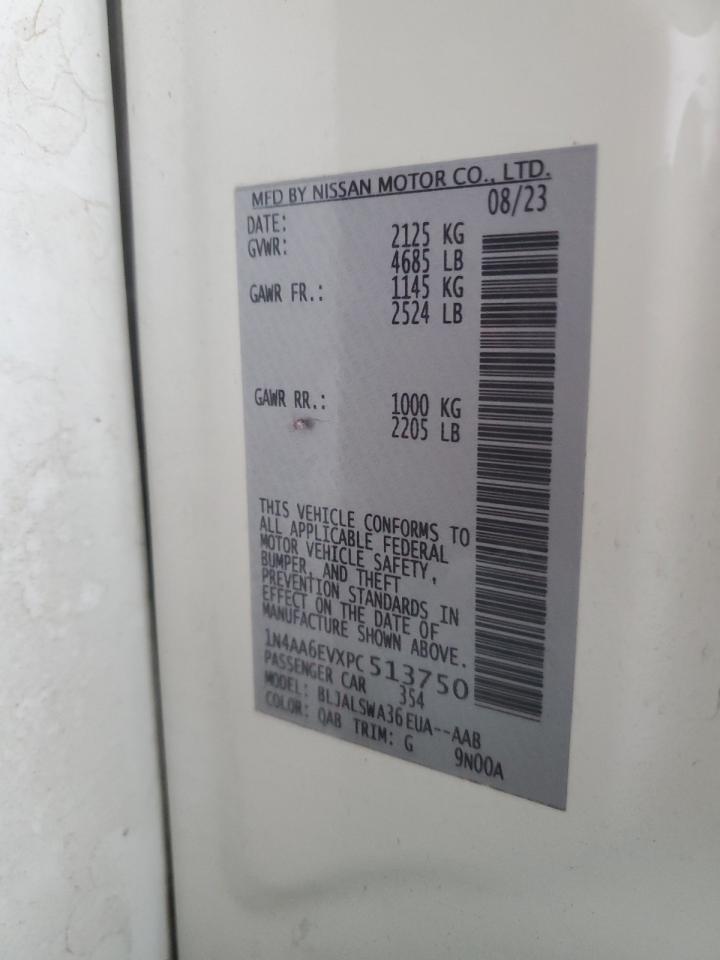 MFD BY NISSAN MOTOR CO., LTD.
DATE: 08/23
GVWR: 2125 KG
4685 LB
GAWR FR.: 1145 KG
2524 LB
GAWR RR.: 1000 KG
2205 LB
THIS VEHICLE CONFORMS TO
ALL APPLICABLE FEDERAL
MOTOR VEHICLE SAFETY,
BUMPER, AND THEFT
PREVENTION STANDARDS IN
EFFECT ON THE DATE OF
MANUFACTURE SHOWN ABOVE.
1N4AA6EVXPC513750
PASSENGER CAR 354
MODEL: BLJALSWA36EUA--AAB
COLOR: QAB TRIM: G 9N00A